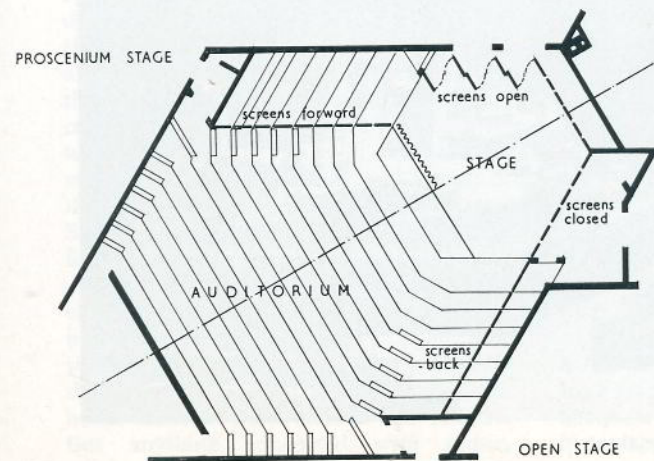 PROSCENIUM STAGE
screens open
screens forword
STAGE
screens
closed
AUDITORIUM
screens
-back
OPEN STAGE